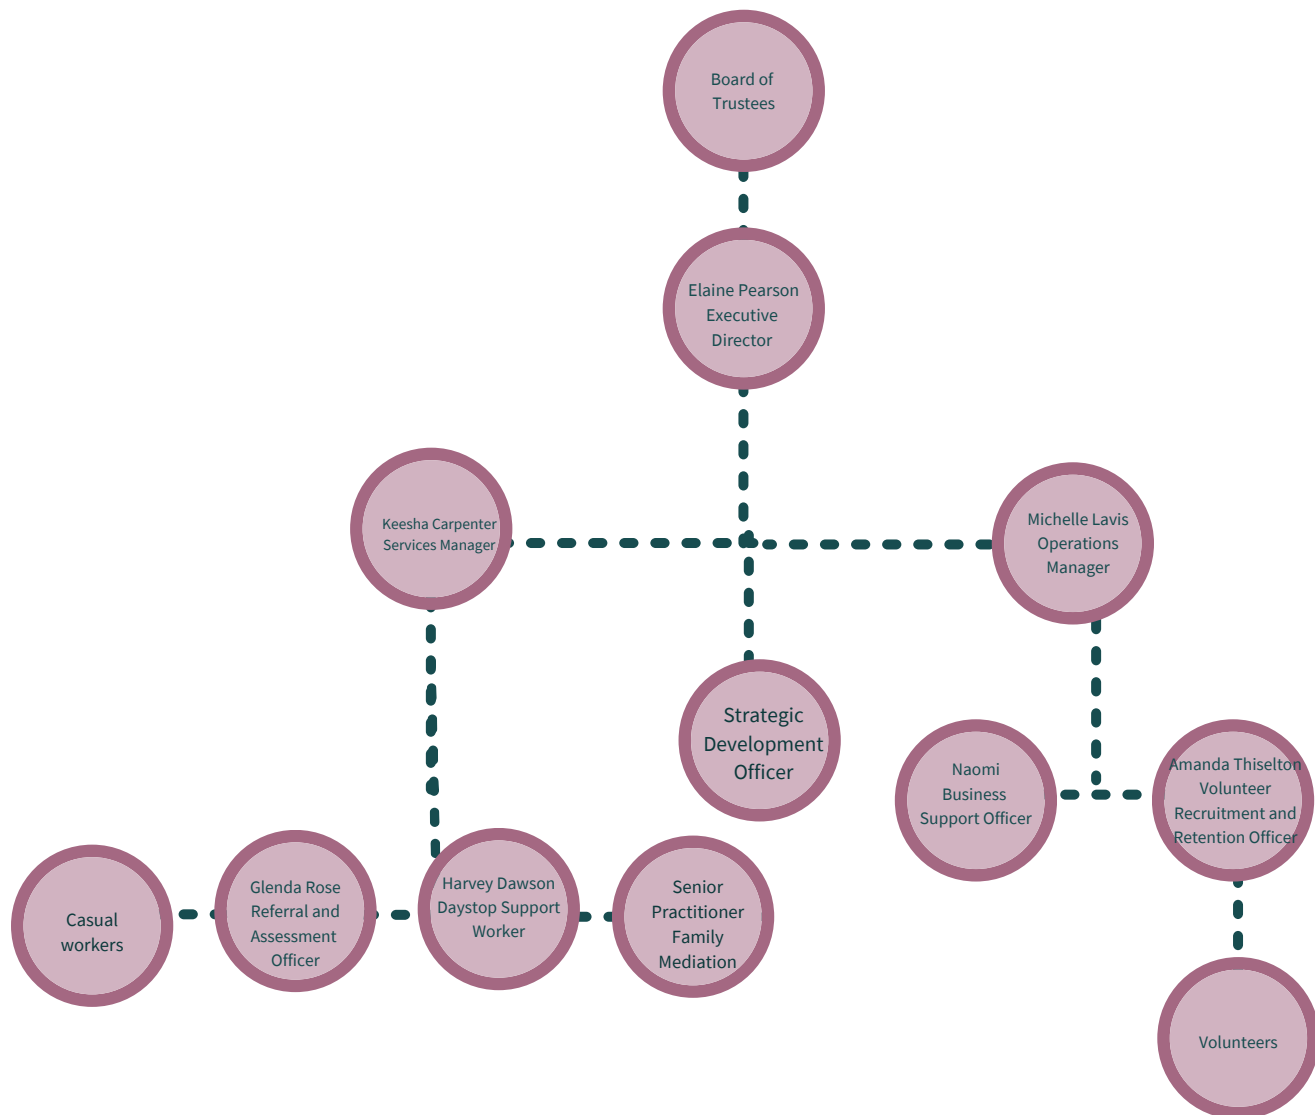 Board of
Trustees
Elaine Pearson
Executive
Director
Keesha Carpenter
Services Manager
Michelle Lavis
Operations
Manager
Strategic
Development
Officer
Naomi
Business
Support Officer
Amanda Thiselton
Volunteer
Recruitment and
Retention Officer
Casual
workers
Glenda Rose
Referral and
Assessment
Officer
Harvey Dawson
Daystop Support
Worker
Senior
Practitioner
Family
Mediation
Volunteers